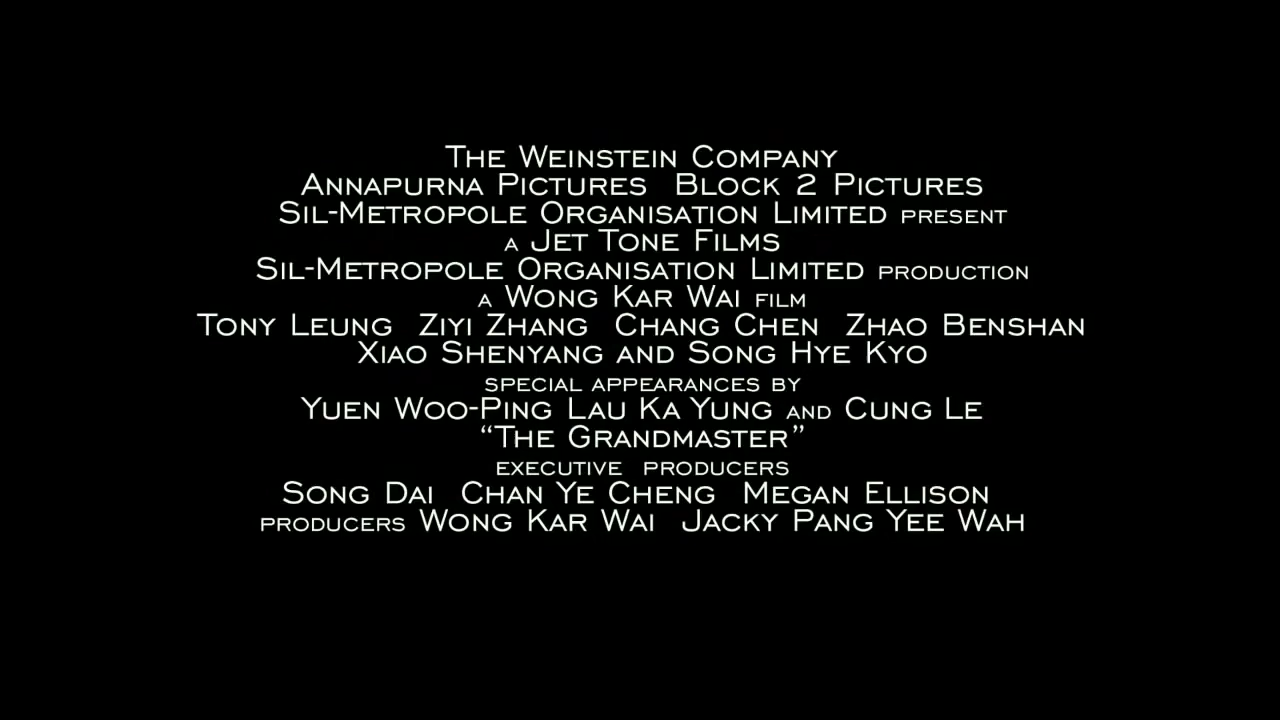 The Weinstein Company
Annapurna Pictures Block 2 Pictures
Sil-Metropole Organisation Limited present
a Jet Tone Films
Sil-Metropole Organisation Limited production
a Wong Kar Wai film
Tony Leung Ziyi Zhang Chang Chen Zhao Benshan
Xiao Shenyang and Song Hye Kyo
special appearances by
Yuen Woo-Ping Lau Ka Yung and Cung Le
“The Grandmaster”
executive producers
Song Dai Chan Ye Cheng Megan Ellison
producers Wong Kar Wai Jacky Pang Yee Wah